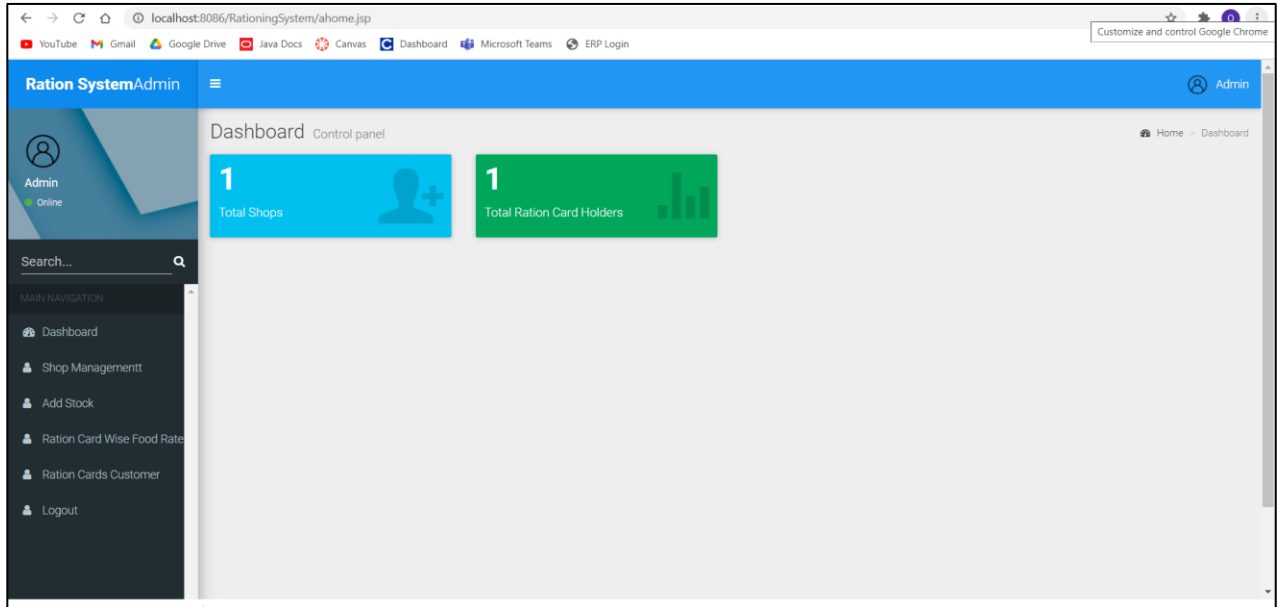 localhost:8086/RationingSystem/ahome.jsp
O
Customize and control Google Chrome
YouTube Gmail Google Drive Java Docs Canvas Dashboard Microsoft Teams ERP Login
Ration SystemAdmin
Admin
Dashboard Control panel
Home > Dashboard
Admin
Online
1
Total Shops
1
Total Ration Card Holders
Search...
MAIN NAVIGATION
Dashboard
Shop Managementt
Add Stock
Ration Card Wise Food Rate
Ration Cards Customer
Logout